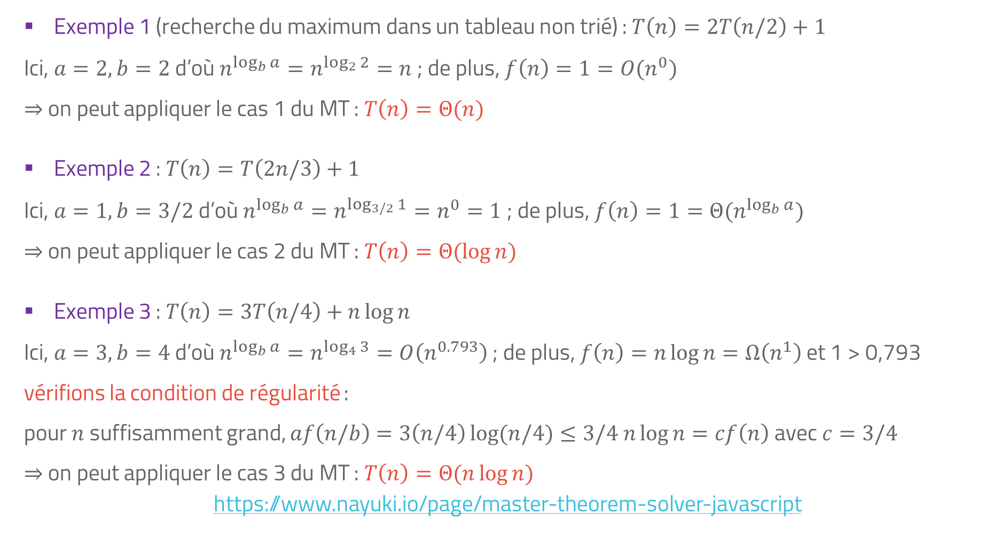 ▪ Exemple 1 (recherche du maximum dans un tableau non trié) : T(n) = 2T(n/2) + 1
Ici, a = 2, b = 2 d’où n^{log_b a} = n^{log_2 2} = n ; de plus, f(n) = 1 = O(n^0)
⇒ on peut appliquer le cas 1 du MT : T(n) = Θ(n)
▪ Exemple 2 : T(n) = T(2n/3) + 1
Ici, a = 1, b = 3/2 d’où n^{log_b a} = n^{log_{3/2} 1} = n^0 = 1 ; de plus, f(n) = 1 = Θ(n^{log_b a})
⇒ on peut appliquer le cas 2 du MT : T(n) = Θ(log n)
▪ Exemple 3 : T(n) = 3T(n/4) + n log n
Ici, a = 3, b = 4 d’où n^{log_b a} = n^{log_4 3} = O(n^{0.793}) ; de plus, f(n) = n log n = Ω(n^1) et 1 > 0,793
vérifions la condition de régularité :
pour n suffisamment grand, af(n/b) = 3(n/4) log(n/4) ≤ 3/4 n log n = cf(n) avec c = 3/4
⇒ on peut appliquer le cas 3 du MT : T(n) = Θ(n log n)
https://www.nayuki.io/page/master-theorem-solver-javascript